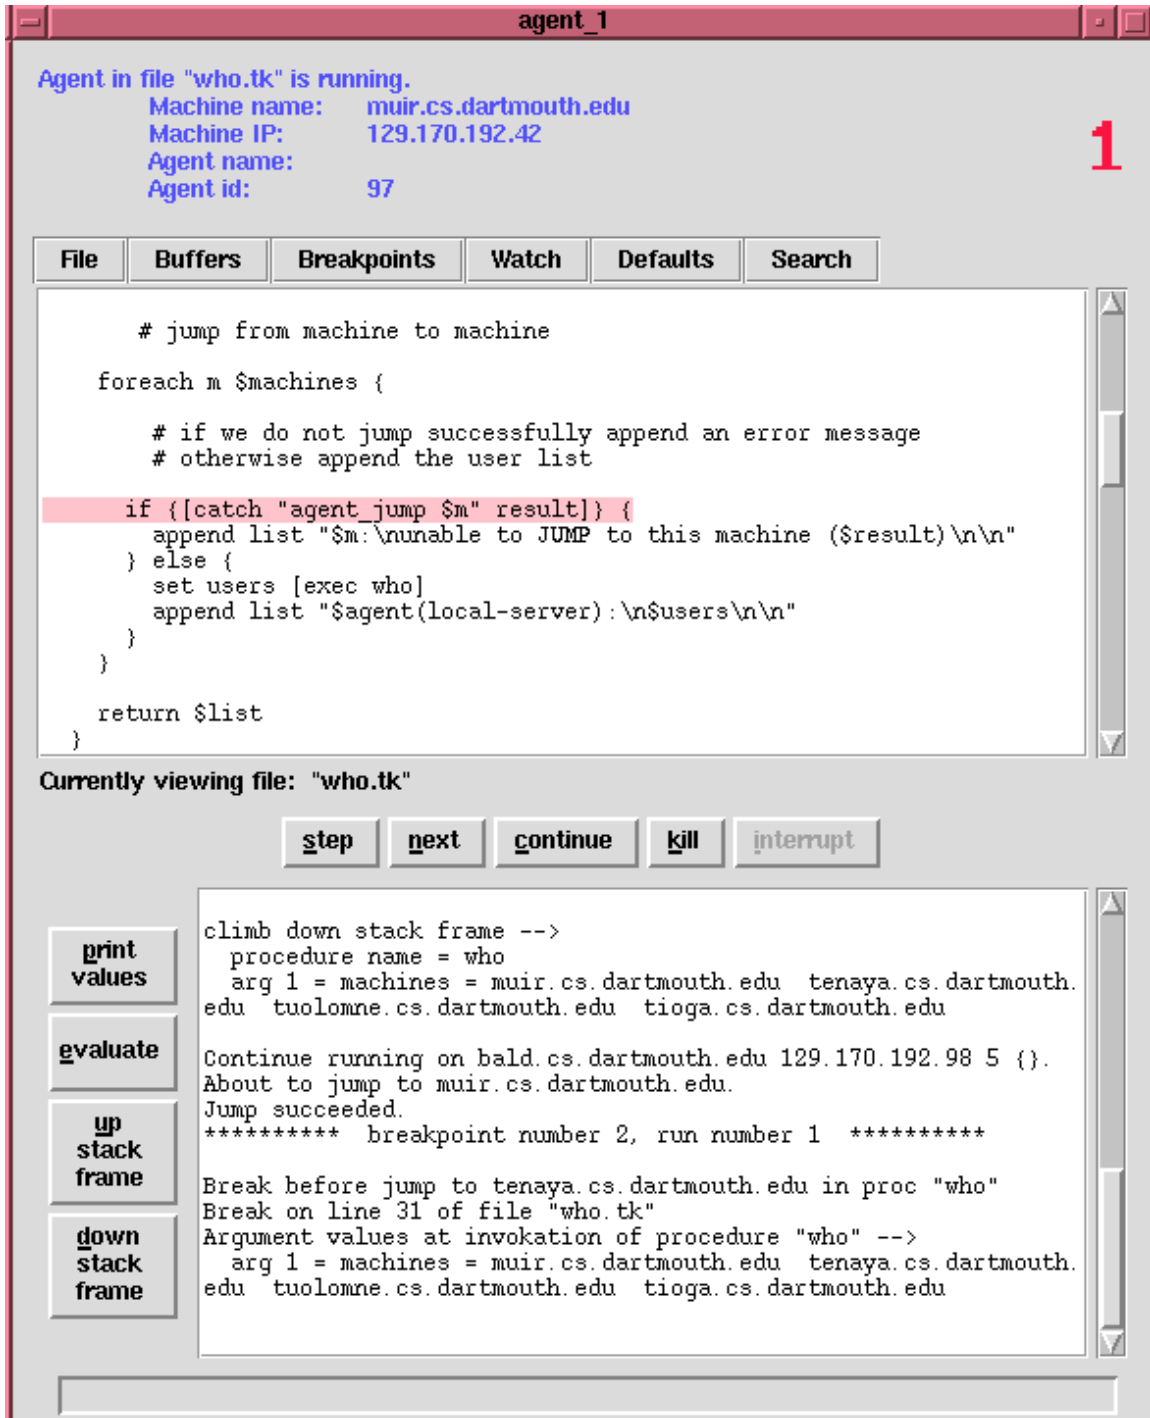 agent_1
Agent in file "who.tk" is running.
Machine name: muir.cs.dartmouth.edu
Machine IP: 129.170.192.42
Agent name:
Agent id: 97
1
File Buffers Breakpoints Watch Defaults Search
# jump from machine to machine
foreach m $machines {
# if we do not jump successfully append an error message
# otherwise append the user list
if {[catch "agent_jump $m" result]} {
append list "$m:\nunable to JUMP to this machine ($result)\n\n"
} else {
set users [exec who]
append list "$agent(local-server):\n$users\n\n"
}
}
return $list
}
Currently viewing file: "who.tk"
step next continue kill interrupt
print
values
evaluate
up
stack
frame
down
stack
frame
climb down stack frame -->
procedure name = who
arg 1 = machines = muir.cs.dartmouth.edu tenaya.cs.dartmouth.
edu tuolomne.cs.dartmouth.edu tioga.cs.dartmouth.edu
Continue running on bald.cs.dartmouth.edu 129.170.192.98 5 {}.
About to jump to muir.cs.dartmouth.edu.
Jump succeeded.
********** breakpoint number 2, run number 1 **********
Break before jump to tenaya.cs.dartmouth.edu in proc "who"
Break on line 31 of file "who.tk"
Argument values at invokation of procedure "who" -->
arg 1 = machines = muir.cs.dartmouth.edu tenaya.cs.dartmouth.
edu tuolomne.cs.dartmouth.edu tioga.cs.dartmouth.edu